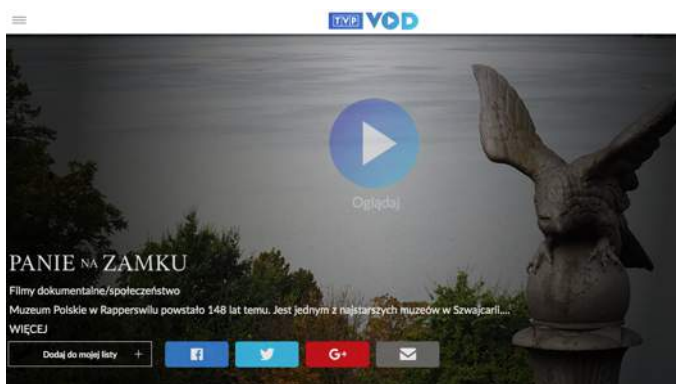 TVP VOD
Oglądaj
PANIE NA ZAMKU
Filmy dokumentalne/społeczeństwo
Muzeum Polskie w Rapperswilu powstało 148 lat temu. Jest jednym z najstarszych muzeów w Szwajcarii....
WIĘCEJ
Dodaj do mojej listy +
f
G+